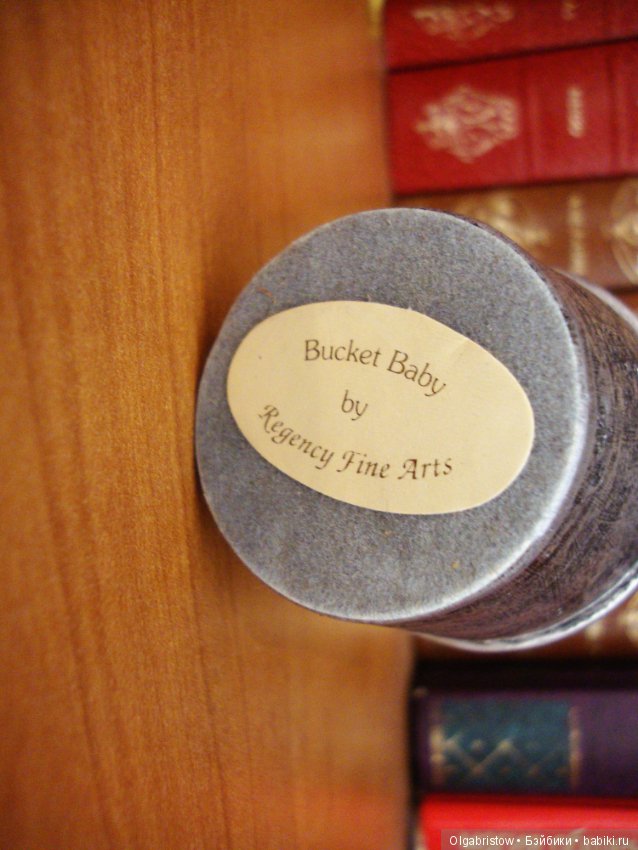 Bucket Baby
by
Regency Fine Arts
Olgabristow • Бэйбики • babiki.ru